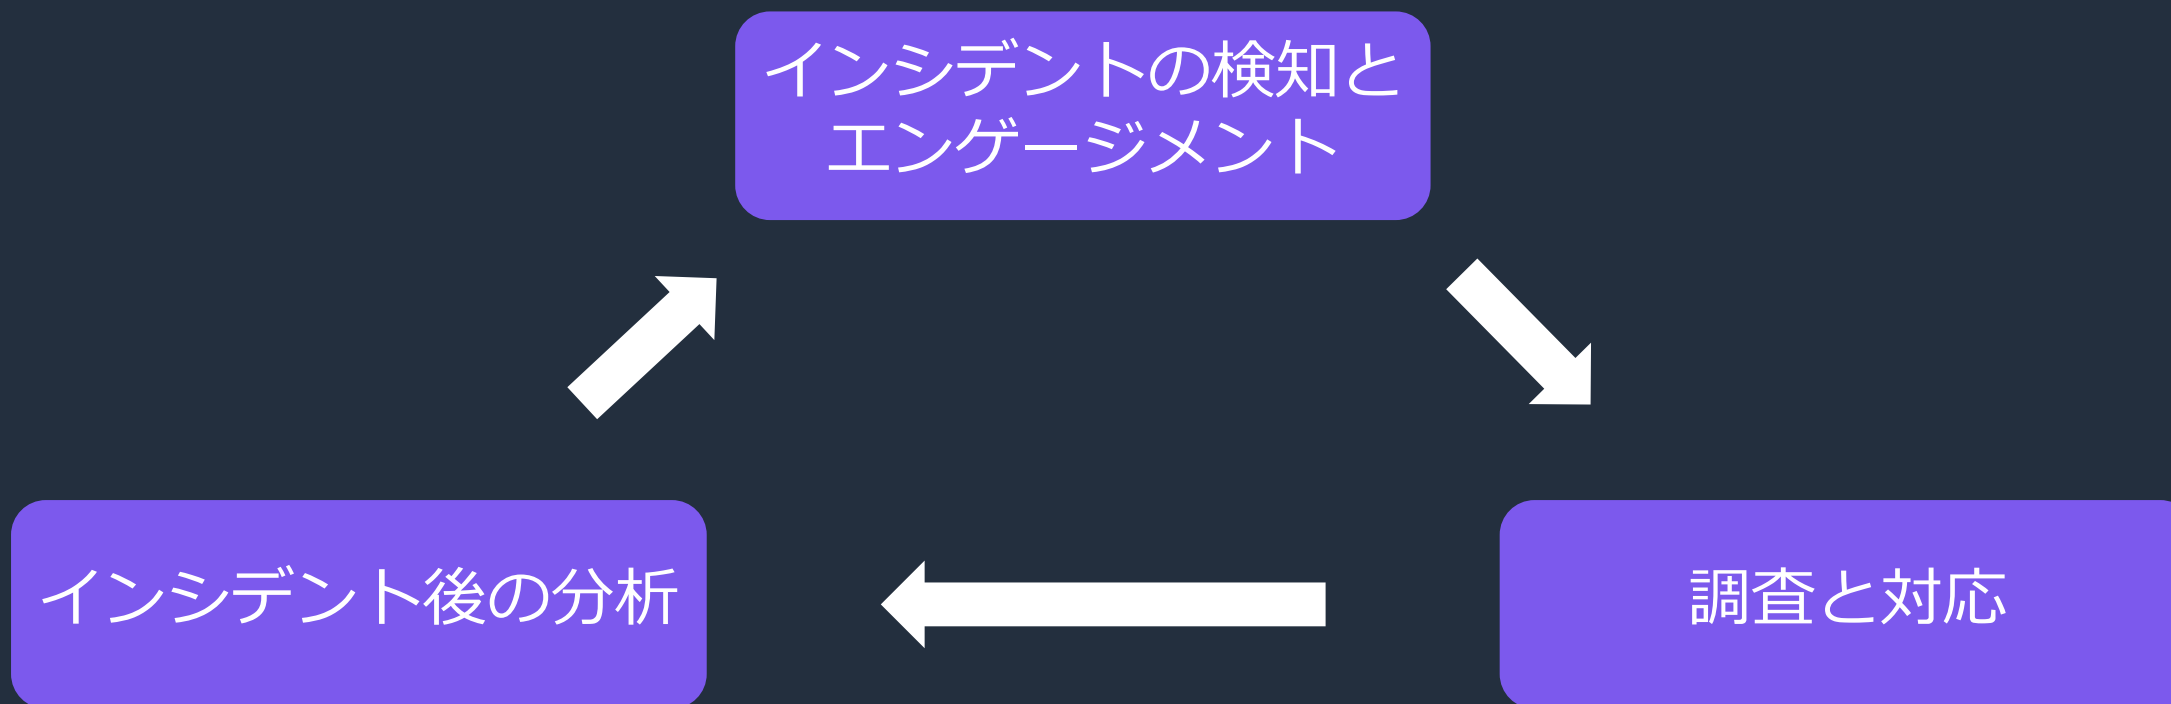 インシデントの検知と
エンゲージメント
インシデント後の分析
調査と対応